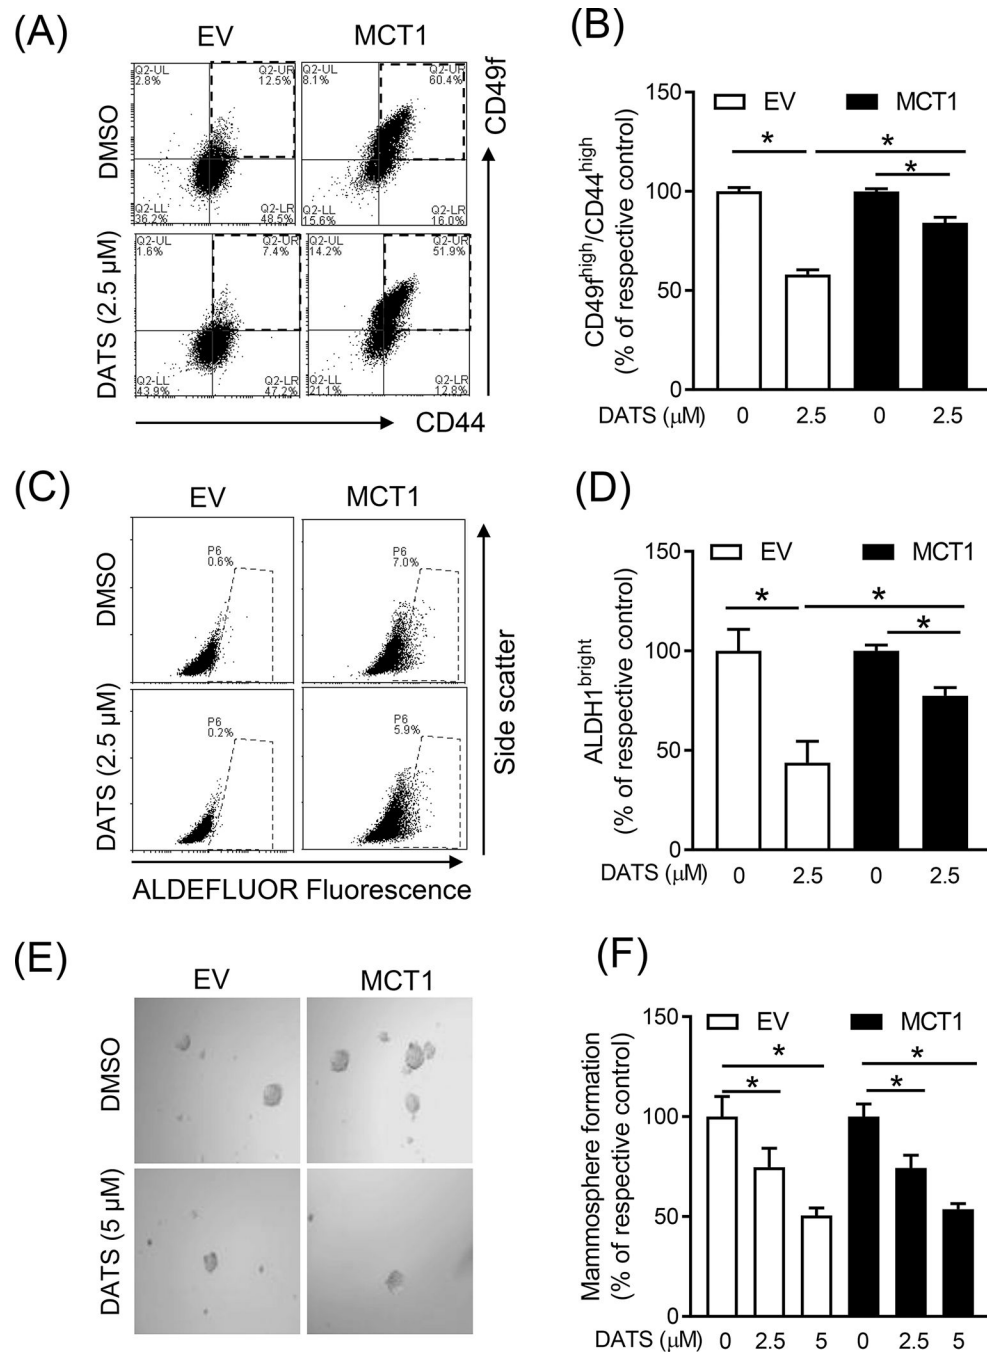 (A)
EV
MCT1
DMSO
Q2-UL
2.8%
Q2-UR
12.5%
Q2-LL
36.2%
Q2-LR
48.5%
Q2-UL
8.1%
Q2-UR
60.4%
Q2-LL
15.6%
Q2-LR
16.0%
CD49f
DATS (2.5 µM)
Q2-UL
1.6%
Q2-UR
7.4%
Q2-LL
43.9%
Q2-LR
47.2%
Q2-UL
14.2%
Q2-UR
51.9%
Q2-LL
21.1%
Q2-LR
12.8%
CD44
(B)
EV
MCT1
CD49f^high/CD44^high
(% of respective control)
150
100
50
0
*
*
*
DATS (µM)
0
2.5
0
2.5
(C)
EV
MCT1
DMSO
P6
0.6%
P6
7.0%
DATS (2.5 µM)
P6
0.2%
P6
5.9%
Side scatter
ALDEFLUOR Fluorescence
(D)
EV
MCT1
ALDH1^bright
(% of respective control)
150
100
50
0
*
*
*
DATS (µM)
0
2.5
0
2.5
(E)
EV
MCT1
DMSO
DATS (5 µM)
(F)
EV
MCT1
Mammosphere formation
(% of respective control)
150
100
50
0
*
*
*
*
DATS (µM)
0
2.5
5
0
2.5
5